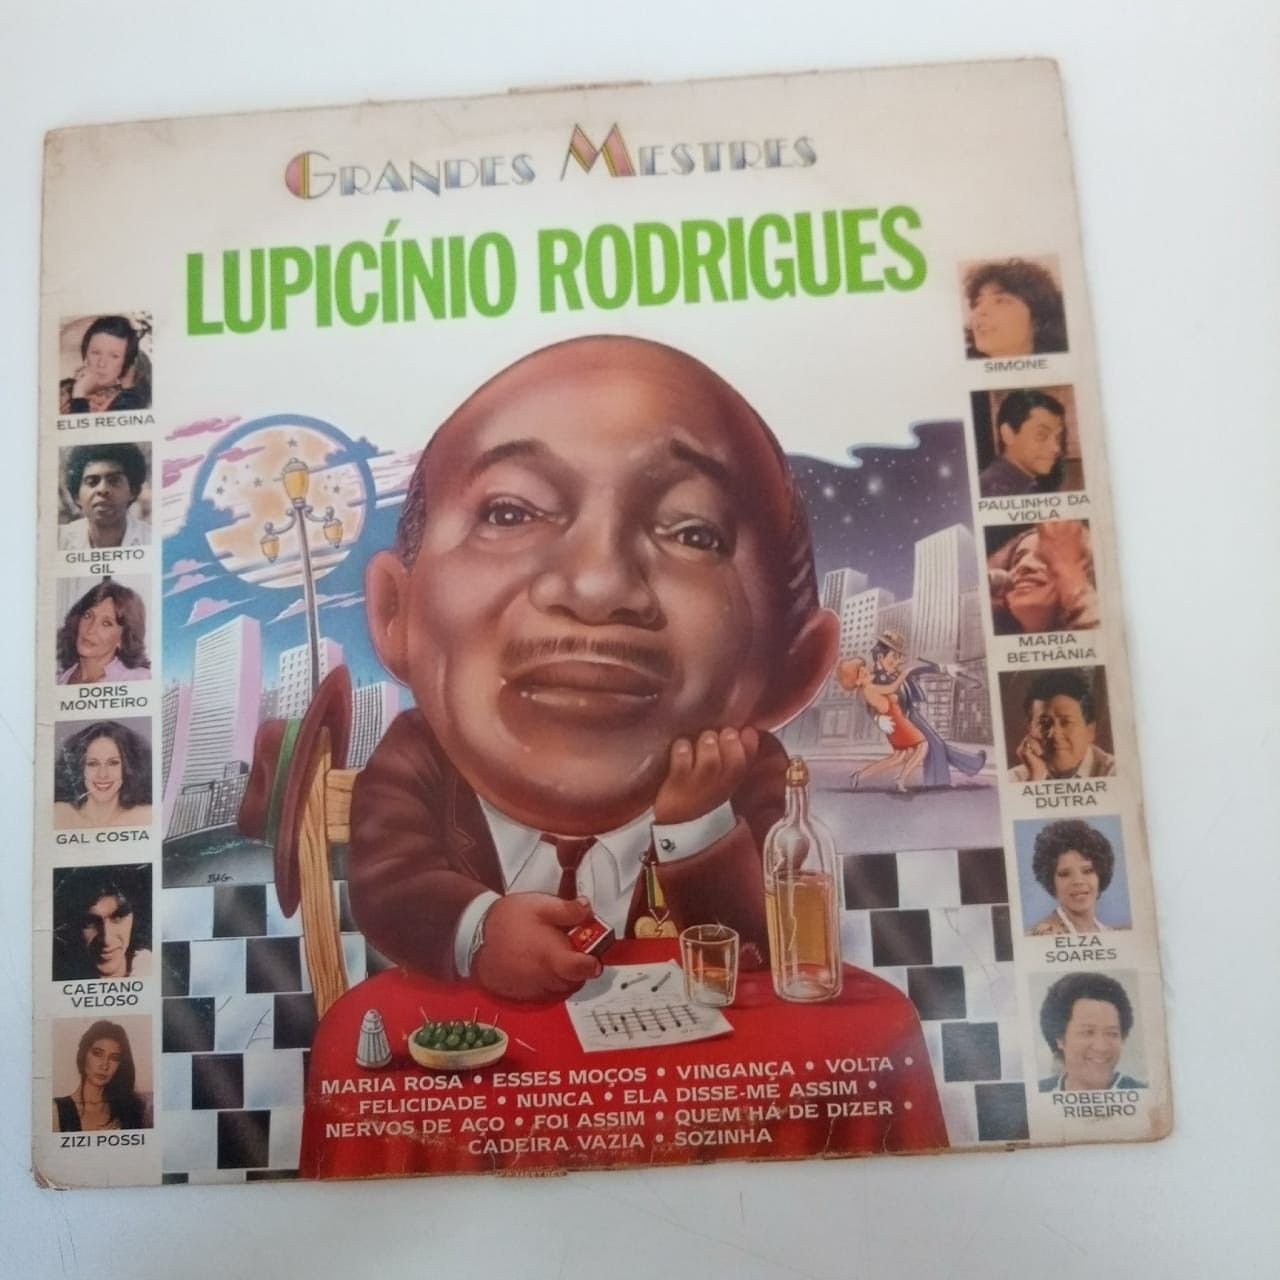 GRANDES MESTRES
LUPICÍNIO RODRIGUES
ELIS REGINA
GILBERTO
GIL
DORIS
MONTEIRO
GAL COSTA
CAETANO
VELOSO
ZIZI POSSI
SIMONE
PAULINHO DA
VIOLA
MARIA
BETHÂNIA
ALTEMAR
DUTRA
ELZA
SOARES
ROBERTO
RIBEIRO
MARIA ROSA • ESSES MOÇOS • VINGANÇA • VOLTA •
FELICIDADE • NUNCA • ELA DISSE-ME ASSIM •
NERVOS DE AÇO • FOI ASSIM • QUEM HÁ DE DIZER •
CADEIRA VAZIA • SOZINHA